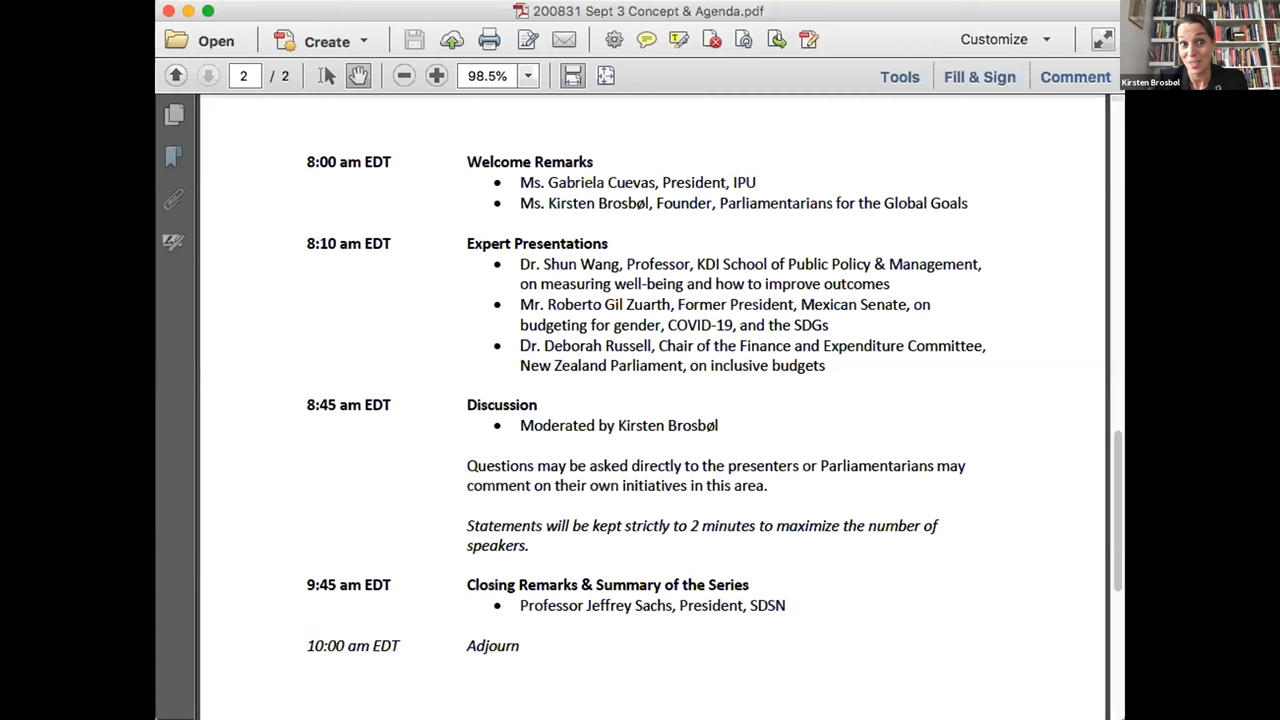 200831 Sept 3 Concept & Agenda.pdf
Open
Create
Customize
2 / 2
98.5%
Tools
Fill & Sign
Comment
Kirsten Brosbøl
8:00 am EDT
Welcome Remarks
• Ms. Gabriela Cuevas, President, IPU
• Ms. Kirsten Brosbøl, Founder, Parliamentarians for the Global Goals
8:10 am EDT
Expert Presentations
• Dr. Shun Wang, Professor, KDI School of Public Policy & Management,
on measuring well-being and how to improve outcomes
• Mr. Roberto Gil Zuarth, Former President, Mexican Senate, on
budgeting for gender, COVID-19, and the SDGs
• Dr. Deborah Russell, Chair of the Finance and Expenditure Committee,
New Zealand Parliament, on inclusive budgets
8:45 am EDT
Discussion
• Moderated by Kirsten Brosbøl
Questions may be asked directly to the presenters or Parliamentarians may
comment on their own initiatives in this area.
Statements will be kept strictly to 2 minutes to maximize the number of
speakers.
9:45 am EDT
Closing Remarks & Summary of the Series
• Professor Jeffrey Sachs, President, SDSN
10:00 am EDT
Adjourn